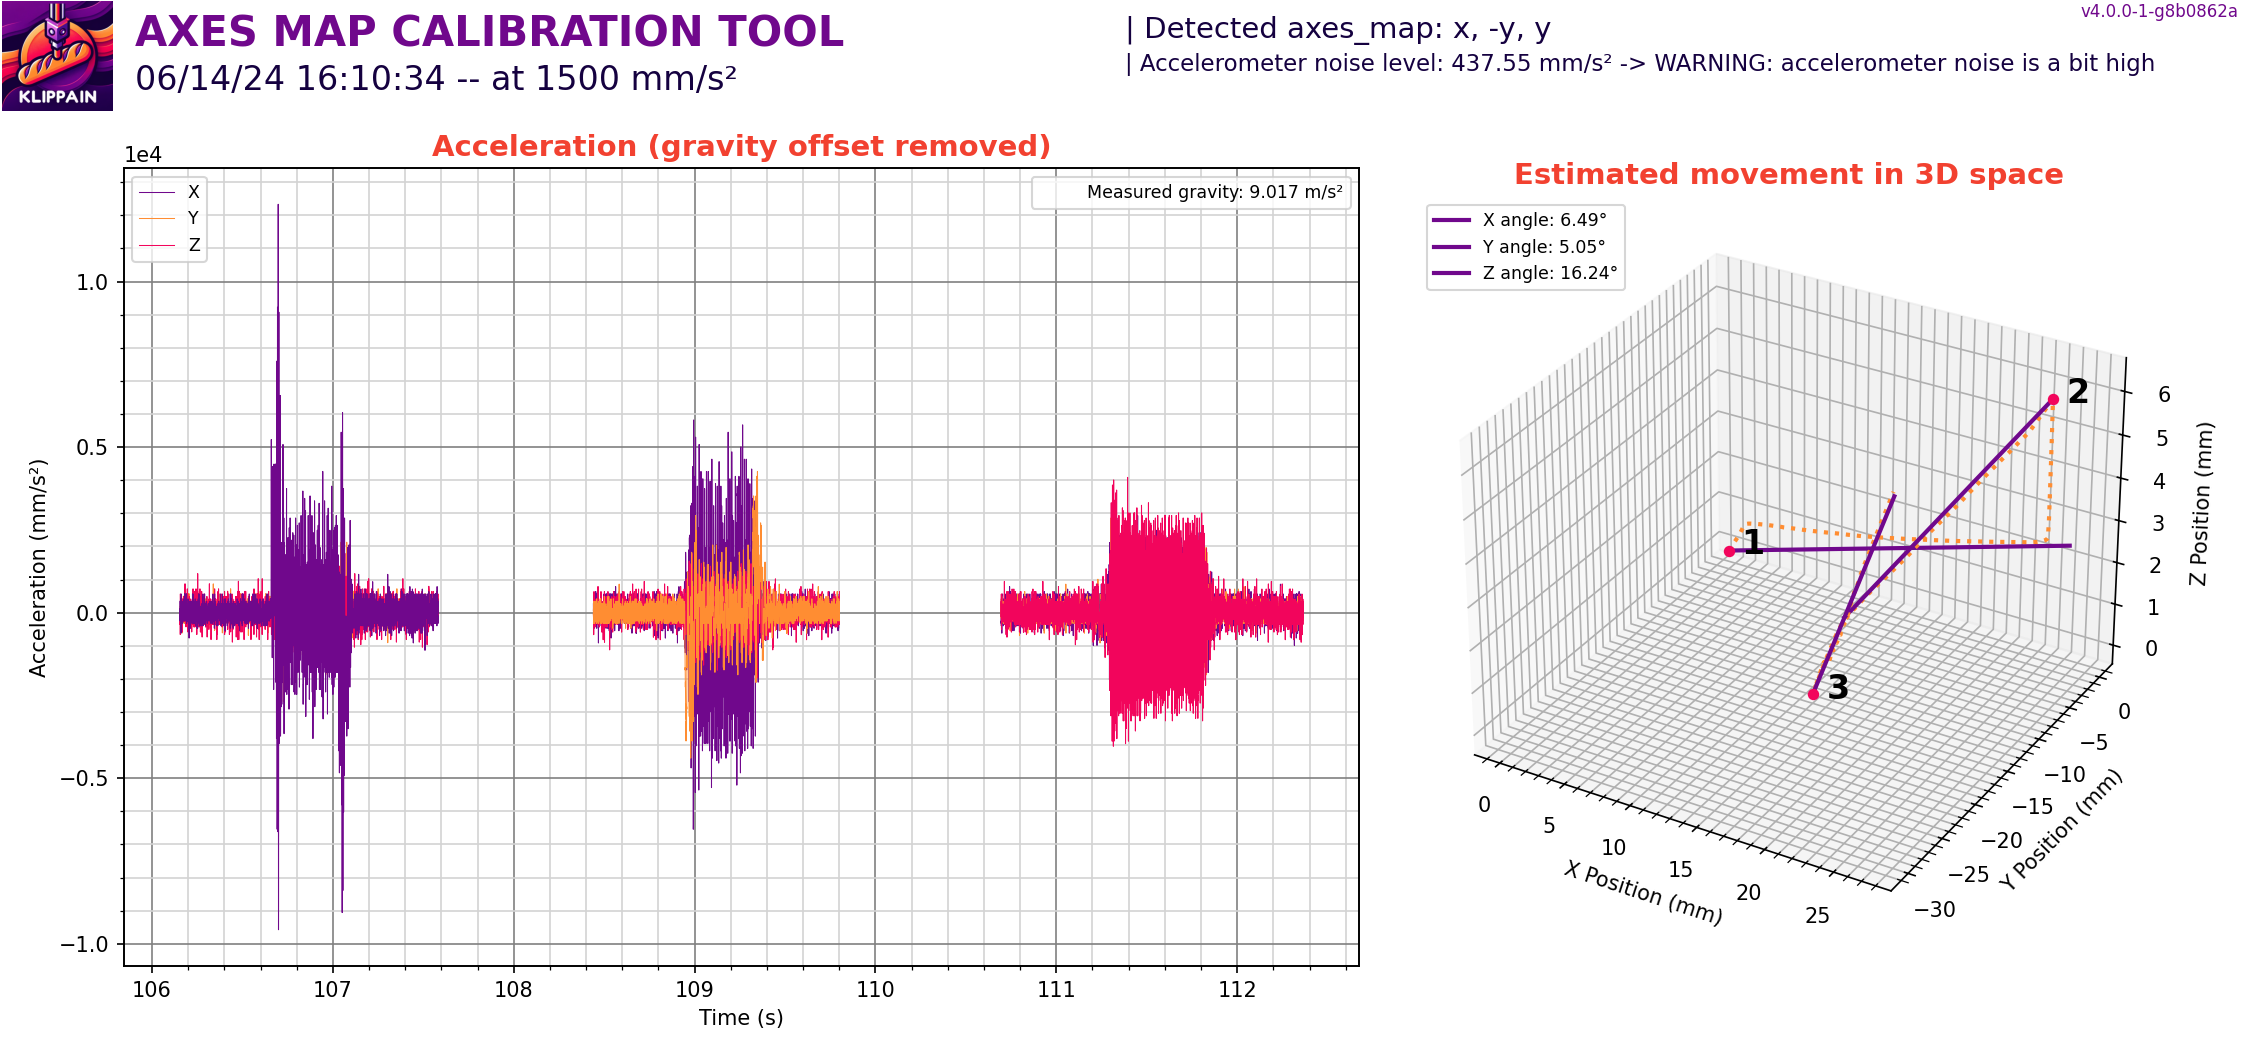 KLIPPAIN
AXES MAP CALIBRATION TOOL
06/14/24 16:10:34 -- at 1500 mm/s²
| Detected axes_map: x, -y, y
| Accelerometer noise level: 437.55 mm/s² -> WARNING: accelerometer noise is a bit high
v4.0.0-1-g8b0862a
Acceleration (gravity offset removed)
1e4
X
Y
Z
Measured gravity: 9.017 m/s²
1.0
0.5
0.0
−0.5
−1.0
Acceleration (mm/s²)
106 107 108 109 110 111 112
Time (s)
Estimated movement in 3D space
X angle: 6.49°
Y angle: 5.05°
Z angle: 16.24°
1
2
3
6
5
4
3
2
1
0
Z Position (mm)
0
−5
−10
−15
−20
−25
−30
Y Position (mm)
0
5
10
15
20
25
X Position (mm)